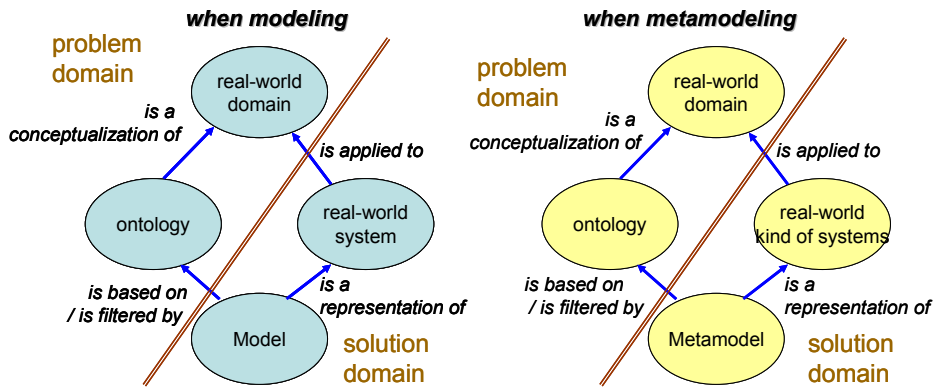 when modeling
problem
domain
real-world
domain
is a
conceptualization of
is applied to
ontology
real-world
system
is based on
/ is filtered by
is a
representation of
Model
solution
domain
when metamodeling
problem
domain
real-world
domain
is a
conceptualization of
is applied to
ontology
real-world
kind of systems
is based on
/ is filtered by
is a
representation of
Metamodel
solution
domain